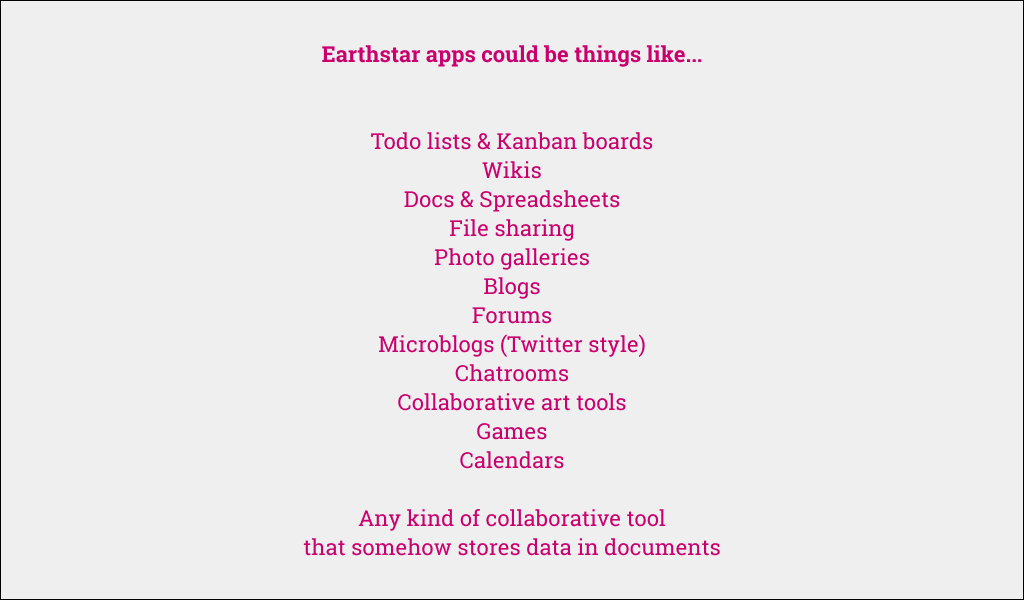 Earthstar apps could be things like...
Todo lists & Kanban boards
Wikis
Docs & Spreadsheets
File sharing
Photo galleries
Blogs
Forums
Microblogs (Twitter style)
Chatrooms
Collaborative art tools
Games
Calendars
Any kind of collaborative tool
that somehow stores data in documents